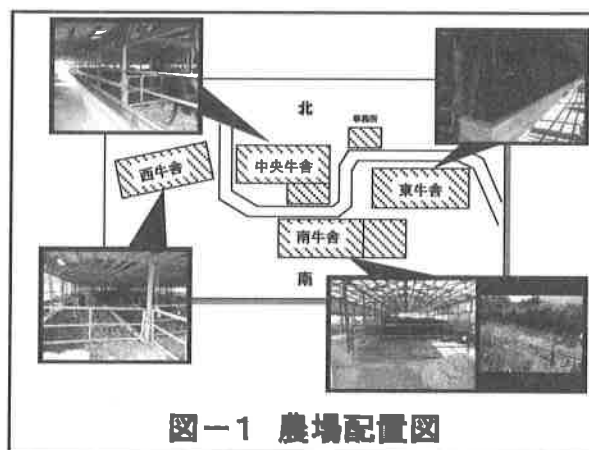 北
事務所
中央牛舎
西牛舎
東牛舎
南牛舎
南
図－1 農場配置図